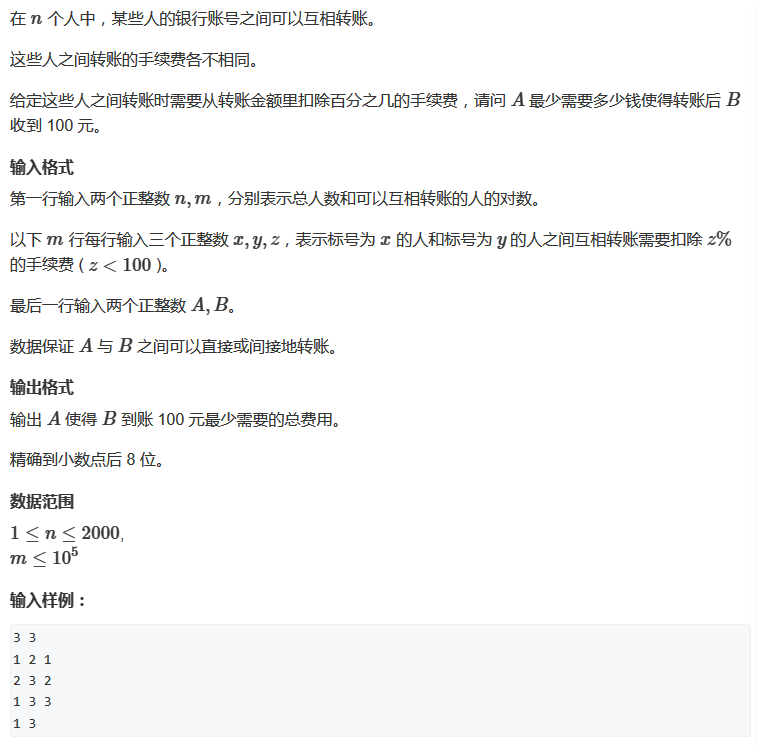 在 n 个人中，某些人的银行账号之间可以互相转账。
这些人之间转账的手续费各不相同。
给定这些人之间转账时需要从转账金额里扣除百分之几的手续费，请问 A 最少需要多少钱使得转账后 B
收到 100 元。
输入格式
第一行输入两个正整数 n, m，分别表示总人数和可以互相转账的人的对数。
以下 m 行每行输入三个正整数 x, y, z，表示标号为 x 的人和标号为 y 的人之间互相转账需要扣除 z%
的手续费 ( z < 100 )。
最后一行输入两个正整数 A, B。
数据保证 A 与 B 之间可以直接或间接地转账。
输出格式
输出 A 使得 B 到账 100 元最少需要的总费用。
精确到小数点后 8 位。
数据范围
1 ≤ n ≤ 2000,
m ≤ 10⁵
输入样例：
3 3
1 2 1
2 3 2
1 3 3
1 3